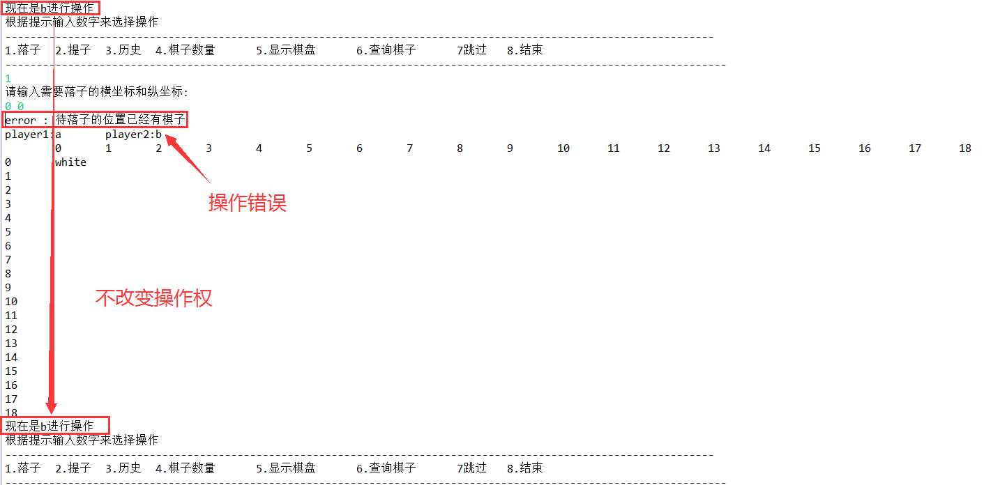 现在是b进行操作
根据提示输入数字来选择操作
-----------------------------------------------------------------------------------------------------------------
1.落子 2.提子 3.历史 4.棋子数量 5.显示棋盘 6.查询棋子 7跳过 8.结束
-------------------------------------------------------------------------------------------------------------------
1
请输入需要落子的横坐标和纵坐标:
0 0
error : 待落子的位置已经有棋子
player1:a player2:b
0 1 2 3 4 5 6 7 8 9 10 11 12 13 14 15 16 17 18
0 white
1
2
操作错误
3
4
5
6
7
8
9
不改变操作权
10
11
12
13
14
15
16
17
18
现在是b进行操作
根据提示输入数字来选择操作
-----------------------------------------------------------------------------------------------------------------
1.落子 2.提子 3.历史 4.棋子数量 5.显示棋盘 6.查询棋子 7跳过 8.结束
-------------------------------------------------------------------------------------------------------------------